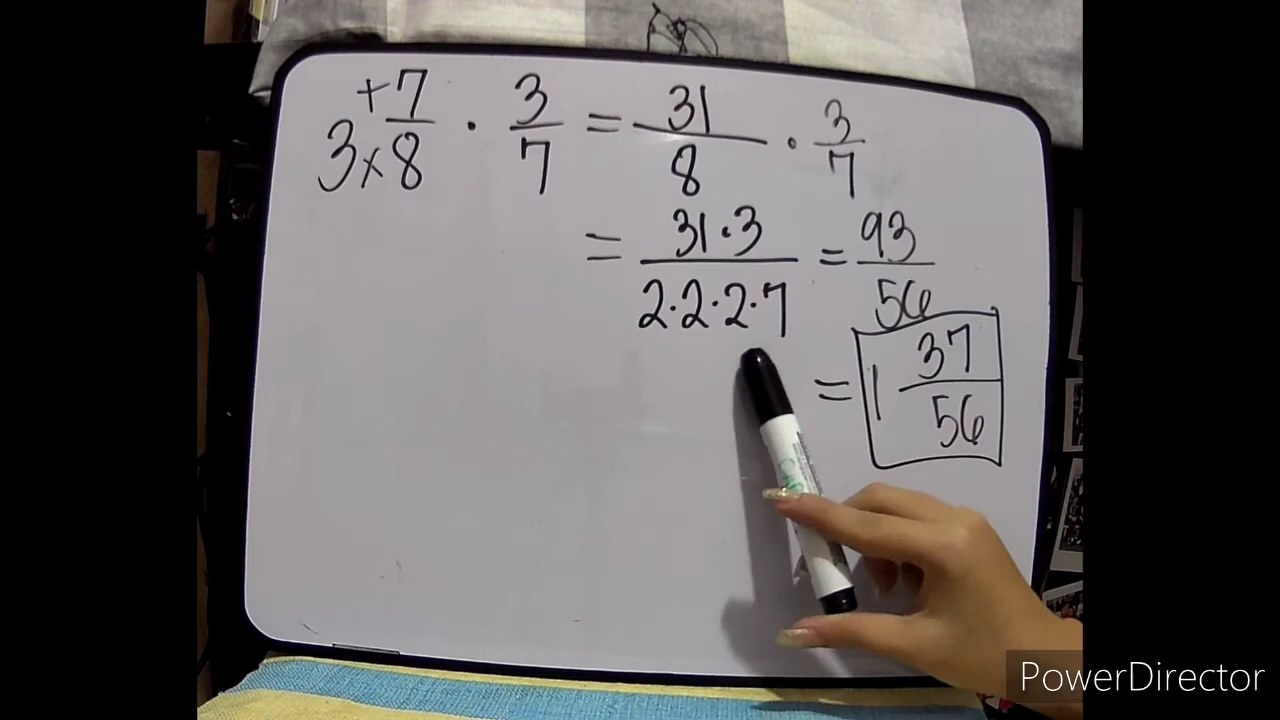 3 +7/×8 · 3/7 = 31/8 · 3/7
= 31·3/2·2·2·7 = 93/56
= 1 37/56
PowerDirector